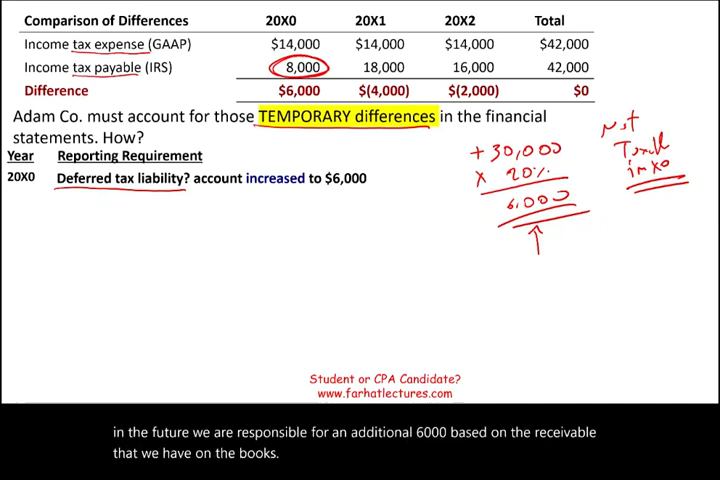 Comparison of Differences 20X0 20X1 20X2 Total
Income tax expense (GAAP) $14,000 $14,000 $14,000 $42,000
Income tax payable (IRS) 8,000 18,000 16,000 42,000
Difference $6,000 $(4,000) $(2,000) $0
Adam Co. must account for those TEMPORARY differences in the financial
statements. How?
Year Reporting Requirement
20X0 Deferred tax liability? account increased to $6,000
+ 30,000
x 20%
6,000
Not
in X0
Student or CPA Candidate?
www.farhatlectures.com
in the future we are responsible for an additional 6000 based on the receivable
that we have on the books.